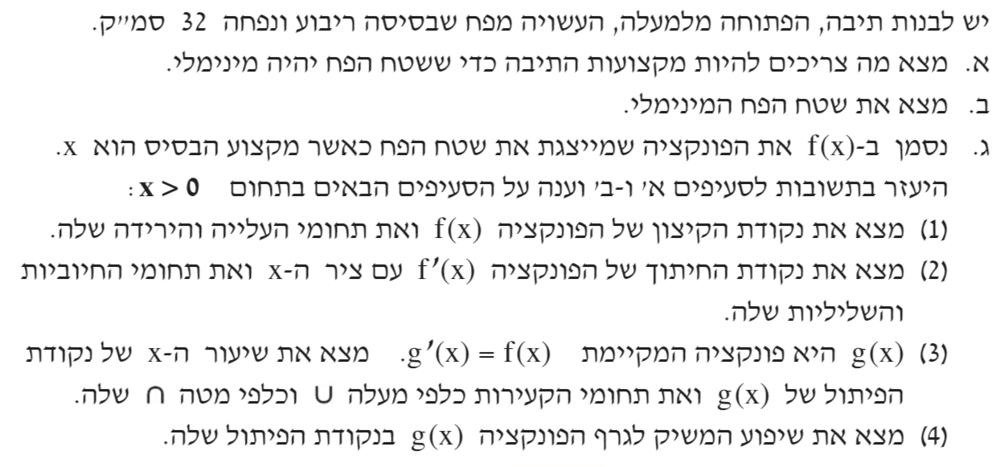 יש לבנות תיבה, הפתוחה מלמעלה, העשויה מפח שבסיסה ריבוע ונפחה 32 סמ״ק.
א. מצא מה צריכים להיות מקצועות התיבה כדי ששטח הפח יהיה מינימלי.
ב. מצא את שטח הפח המינימלי.
ג. נסמן ב-f(x) את הפונקציה שמייצגת את שטח הפח כאשר מקצוע הבסיס הוא x.
היעזר בתשובות לסעיפים א׳ ו-ב׳ וענה על הסעיפים הבאים בתחום x > 0 :
(1) מצא את נקודת הקיצון של הפונקציה f(x) ואת תחומי העלייה והירידה שלה.
(2) מצא את נקודת החיתוך של הפונקציה f′(x) עם ציר ה-x ואת תחומי החיוביות
והשליליות שלה.
(3) g(x) היא פונקציה המקיימת g′(x) = f(x). מצא את שיעור ה-x של נקודת
הפיתול של g(x) ואת תחומי הקעירות כלפי מעלה ∪ וכלפי מטה ∩ שלה.
(4) מצא את שיפוע המשיק לגרף הפונקציה g(x) בנקודת הפיתול שלה.